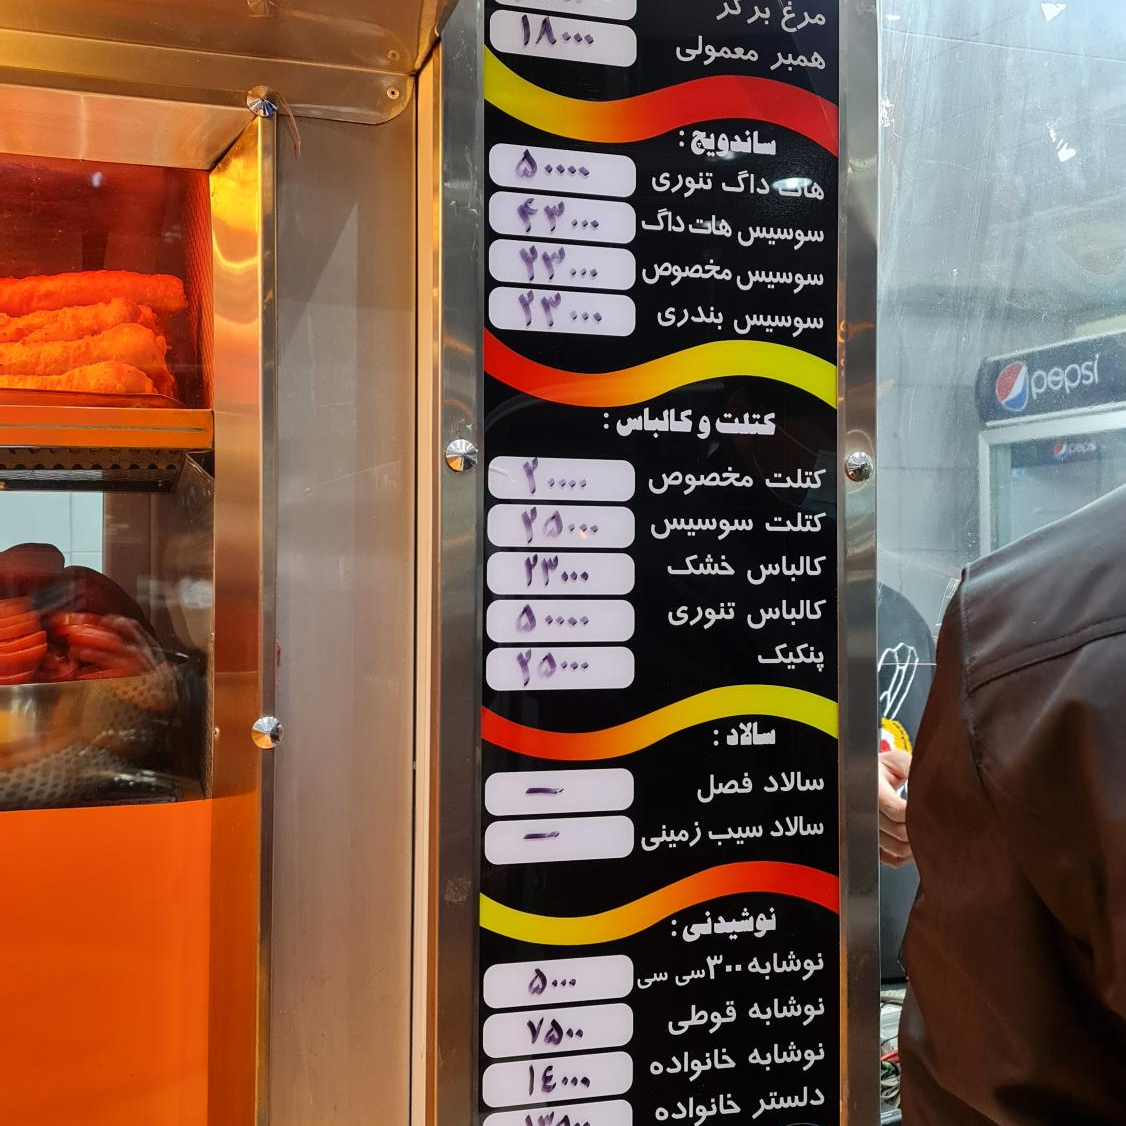 مرغ برگر
همبر معمولی ۱۸۰۰۰
ساندویچ :
هات داگ تنوری ۵۰۰۰۰
سوسیس هات داگ ۴۳۰۰۰
سوسیس مخصوص ۲۳۰۰۰
سوسیس بندری ۲۳۰۰۰
کتلت و کالباس :
کتلت مخصوص ۲۰۰۰۰
کتلت سوسیس ۲۵۰۰۰
کالباس خشک ۲۳۰۰۰
کالباس تنوری ۵۰۰۰۰
پنکیک ۲۵۰۰۰
سالاد :
سالاد فصل —
سالاد سیب زمینی —
نوشیدنی :
نوشابه ۳۰۰ سی سی ۵۰۰۰
نوشابه قوطی ۷۵۰۰
نوشابه خانواده ۱٤۰۰۰
دلستر خانواده
pepsi
pepsi